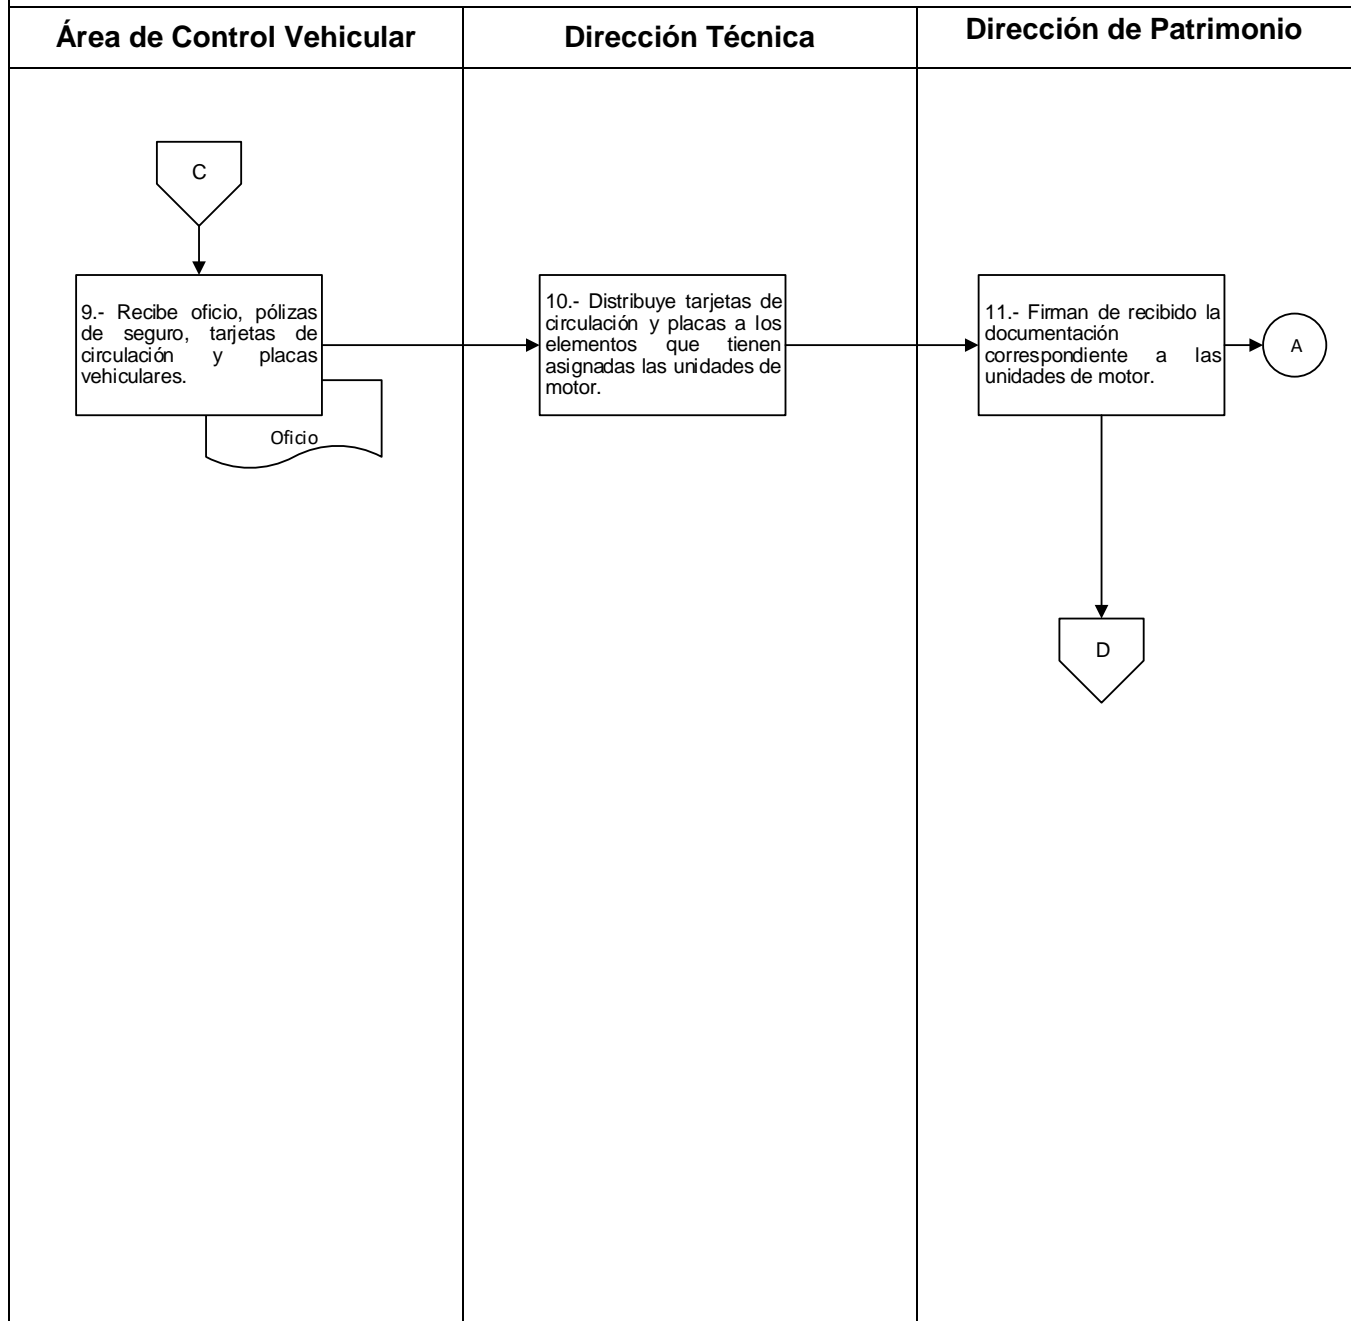 Área de Control Vehicular
Dirección Técnica
Dirección de Patrimonio
C
9.- Recibe oficio, pólizas
de seguro, tarjetas de
circulación y placas
vehiculares.
Oficio
10.- Distribuye tarjetas de
circulación y placas a los
elementos que tienen
asignadas las unidades de
motor.
11.- Firman de recibido la
documentación
correspondiente a las
unidades de motor.
A
D